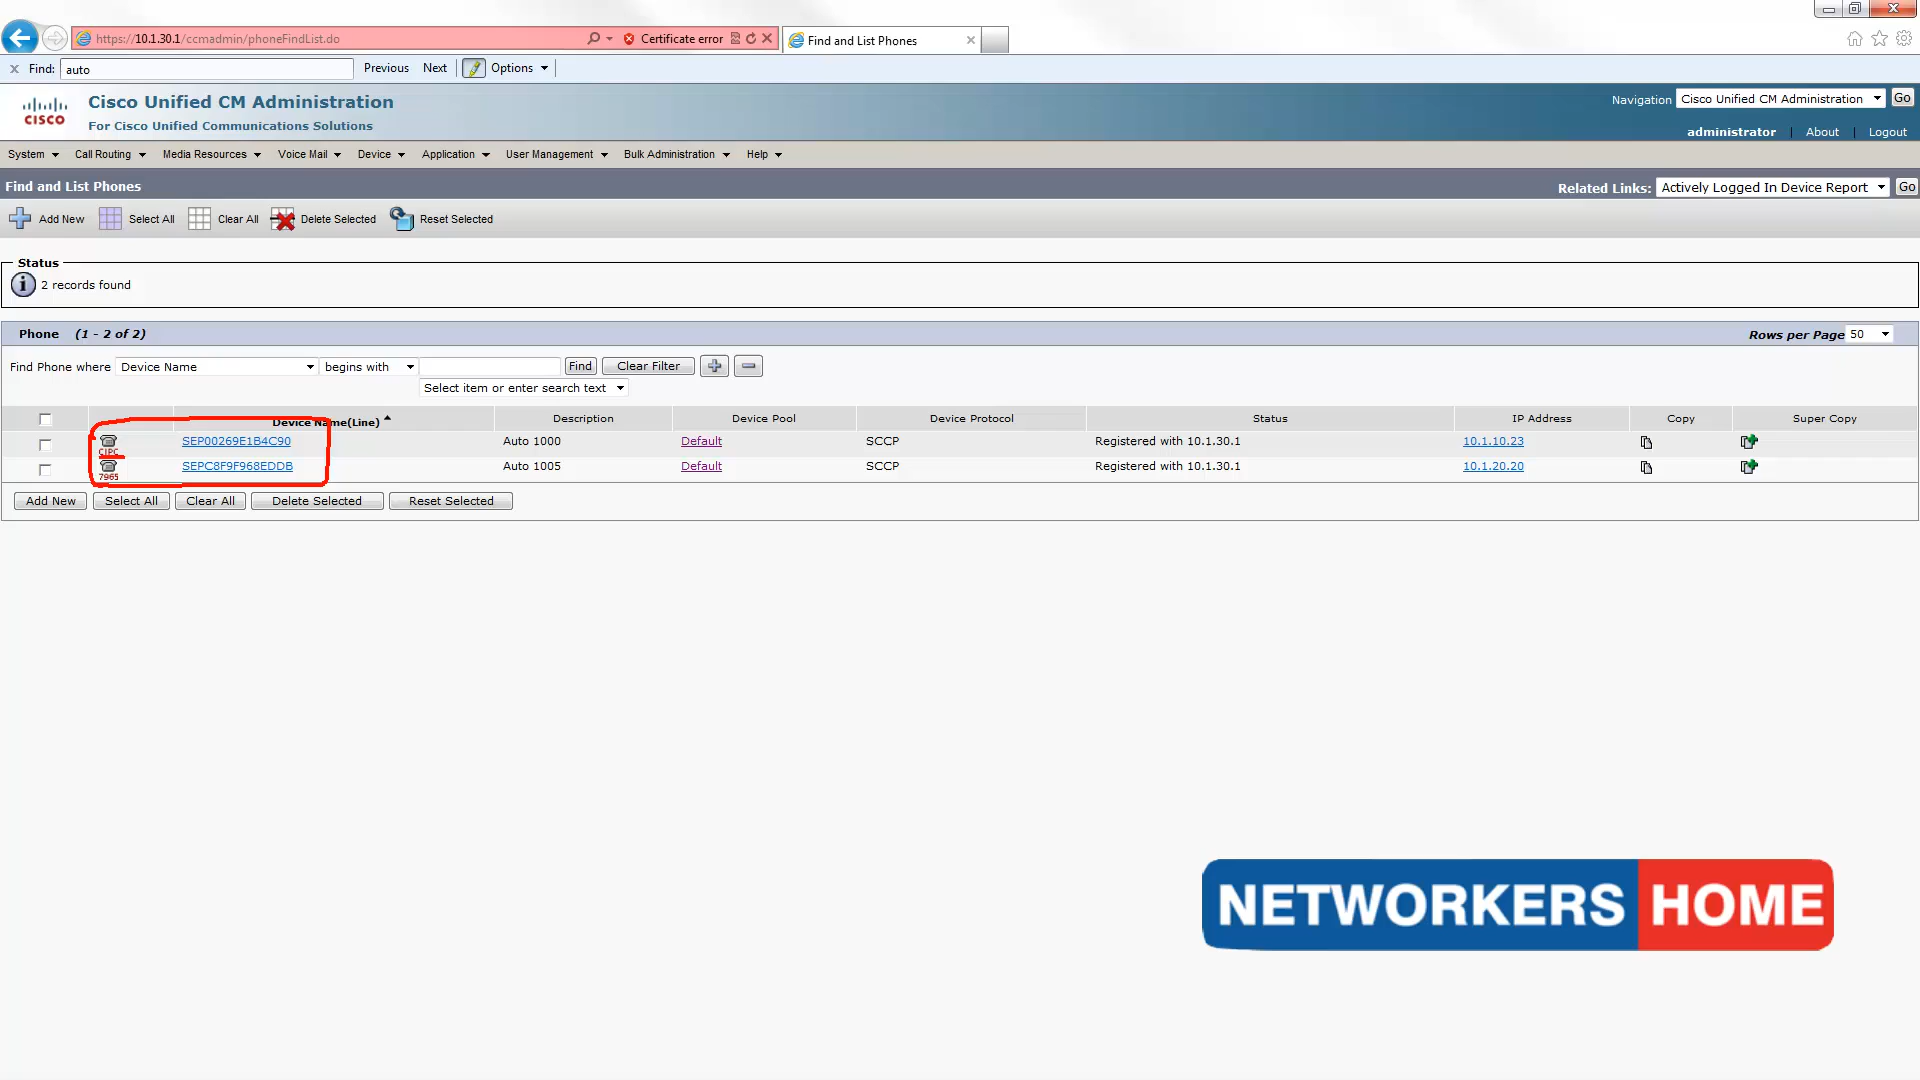 https://10.1.30.1/ccmadmin/phoneFindList.do Certificate error Find and List Phones
x Find: auto Previous Next Options
CISCO
Cisco Unified CM Administration
For Cisco Unified Communications Solutions
Navigation Cisco Unified CM Administration Go
administrator About Logout
System Call Routing Media Resources Voice Mail Device Application User Management Bulk Administration Help
Find and List Phones
Related Links: Actively Logged In Device Report Go
Add New Select All Clear All Delete Selected Reset Selected
Status
2 records found
Phone (1 - 2 of 2) Rows per Page 50
Find Phone where Device Name begins with Find Clear Filter
Select item or enter search text
Device Name(Line) Description Device Pool Device Protocol Status IP Address Copy Super Copy
CIPC SEP00269E1B4C90 Auto 1000 Default SCCP Registered with 10.1.30.1 10.1.10.23
7965 SEPC8F9F968EDDB Auto 1005 Default SCCP Registered with 10.1.30.1 10.1.20.20
Add New Select All Clear All Delete Selected Reset Selected
NETWORKERS HOME